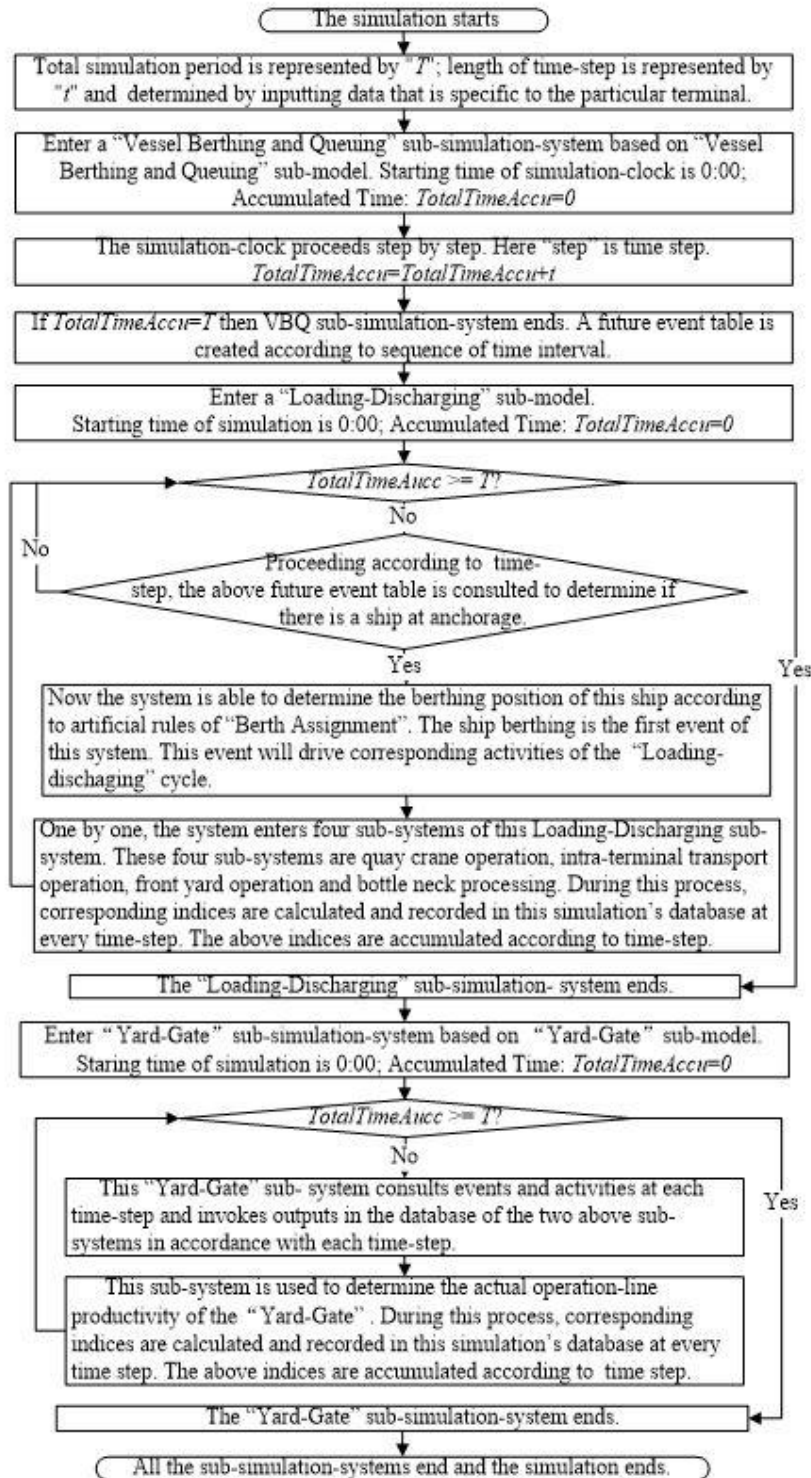 The simulation starts
Total simulation period is represented by "T"; length of time-step is represented by
"t" and determined by inputting data that is specific to the particular terminal.
Enter a “Vessel Berthing and Queuing” sub-simulation-system based on “Vessel
Berthing and Queuing” sub-model. Starting time of simulation-clock is 0:00;
Accumulated Time: TotalTimeAccu=0
The simulation-clock proceeds step by step. Here “step” is time step.
TotalTimeAccu=TotalTimeAccu+t
If TotalTimeAccu=T then VBQ sub-simulation-system ends. A future event table is
created according to sequence of time interval.
Enter a “Loading-Discharging” sub-model.
Starting time of simulation is 0:00; Accumulated Time: TotalTimeAccu=0
TotalTimeAucc >= T?
No
No
Proceeding according to time-
step, the above future event table is consulted to determine if
there is a ship at anchorage.
Yes
Yes
Now the system is able to determine the berthing position of this ship according
to artificial rules of “Berth Assignment”. The ship berthing is the first event of
this system. This event will drive corresponding activities of the “Loading-
dischaging” cycle.
One by one, the system enters four sub-systems of this Loading-Discharging sub-
system. These four sub-systems are quay crane operation, intra-terminal transport
operation, front yard operation and bottle neck processing. During this process,
corresponding indices are calculated and recorded in this simulation’s database at
every time-step. The above indices are accumulated according to time-step.
The “Loading-Discharging” sub-simulation- system ends.
Enter “Yard-Gate” sub-simulation-system based on “Yard-Gate” sub-model.
Staring time of simulation is 0:00; Accumulated Time: TotalTimeAccu=0
TotalTimeAucc >= T?
No
This “Yard-Gate” sub- system consults events and activities at each
time-step and invokes outputs in the database of the two above sub-
systems in accordance with each time-step.
Yes
This sub-system is used to determine the actual operation-line
productivity of the “Yard-Gate”. During this process, corresponding
indices are calculated and recorded in this simulation’s database at every
time step. The above indices are accumulated according to time step.
The “Yard-Gate” sub-simulation-system ends.
All the sub-simulation-systems end and the simulation ends.